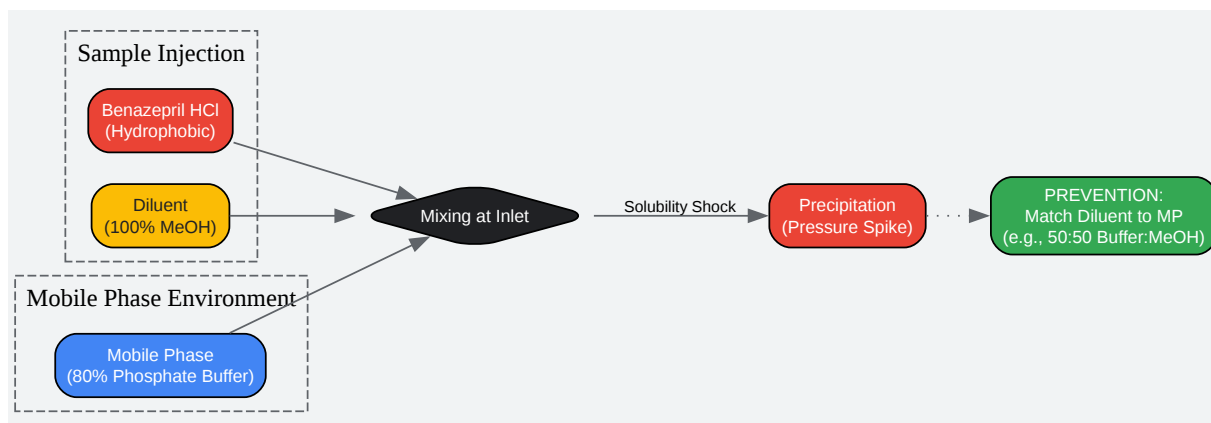 Sample Injection
Benazepril HCl
(Hydrophobic)
Diluent
(100% MeOH)
Mobile Phase Environment
Mobile Phase
(80% Phosphate Buffer)
Mixing at Inlet
Solubility Shock
Precipitation
(Pressure Spike)
PREVENTION:
Match Diluent to MP
(e.g., 50:50 Buffer:MeOH)